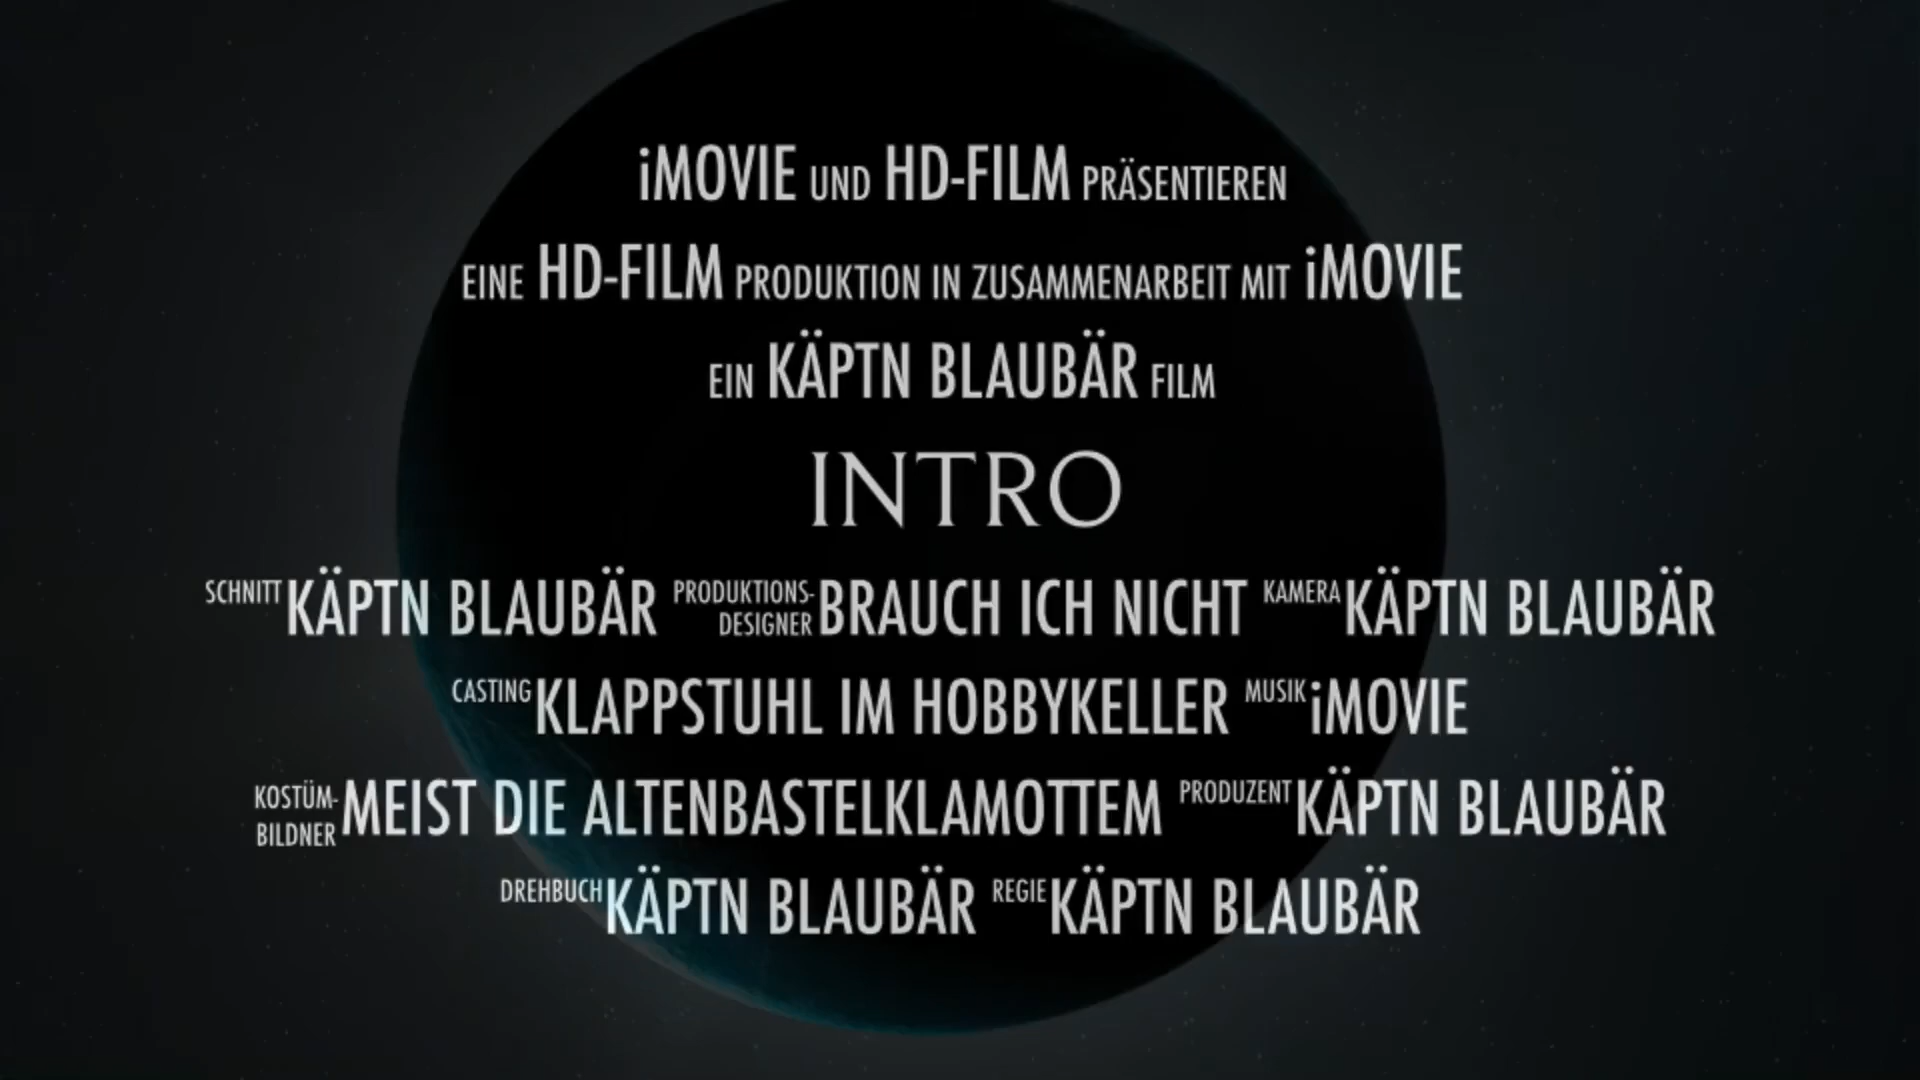 iMOVIE UND HD-FILM PRÄSENTIEREN
EINE HD-FILM PRODUKTION IN ZUSAMMENARBEIT MIT iMOVIE
EIN KÄPTN BLAUBÄR FILM
INTRO
SCHNITT KÄPTN BLAUBÄR PRODUKTIONS-DESIGNER BRAUCH ICH NICHT KAMERA KÄPTN BLAUBÄR
CASTING KLAPPSTUHL IM HOBBYKELLER MUSIK iMOVIE
KOSTÜM-BILDNER MEIST DIE ALTENBASTELKLAMOTTEM PRODUZENT KÄPTN BLAUBÄR
DREHBUCH KÄPTN BLAUBÄR REGIE KÄPTN BLAUBÄR